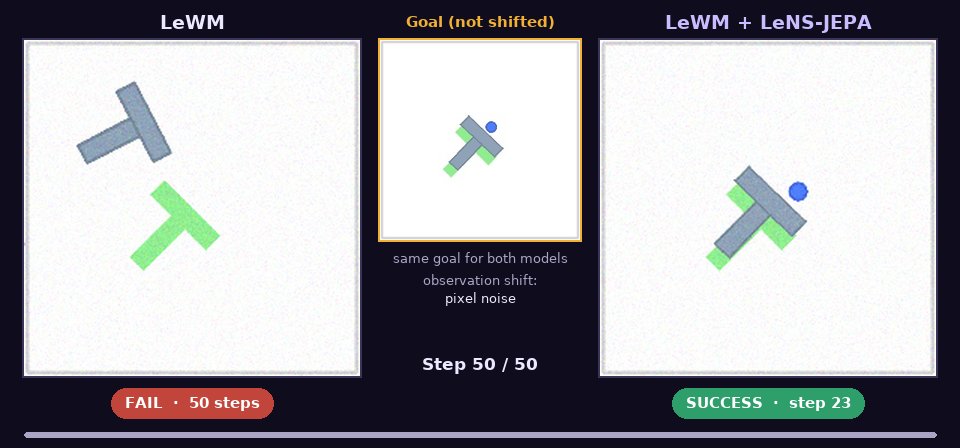 LeWM
Goal (not shifted)
LeWM + LeNS-JEPA
same goal for both models
observation shift:
pixel noise
Step 50 / 50
FAIL · 50 steps
SUCCESS · step 23